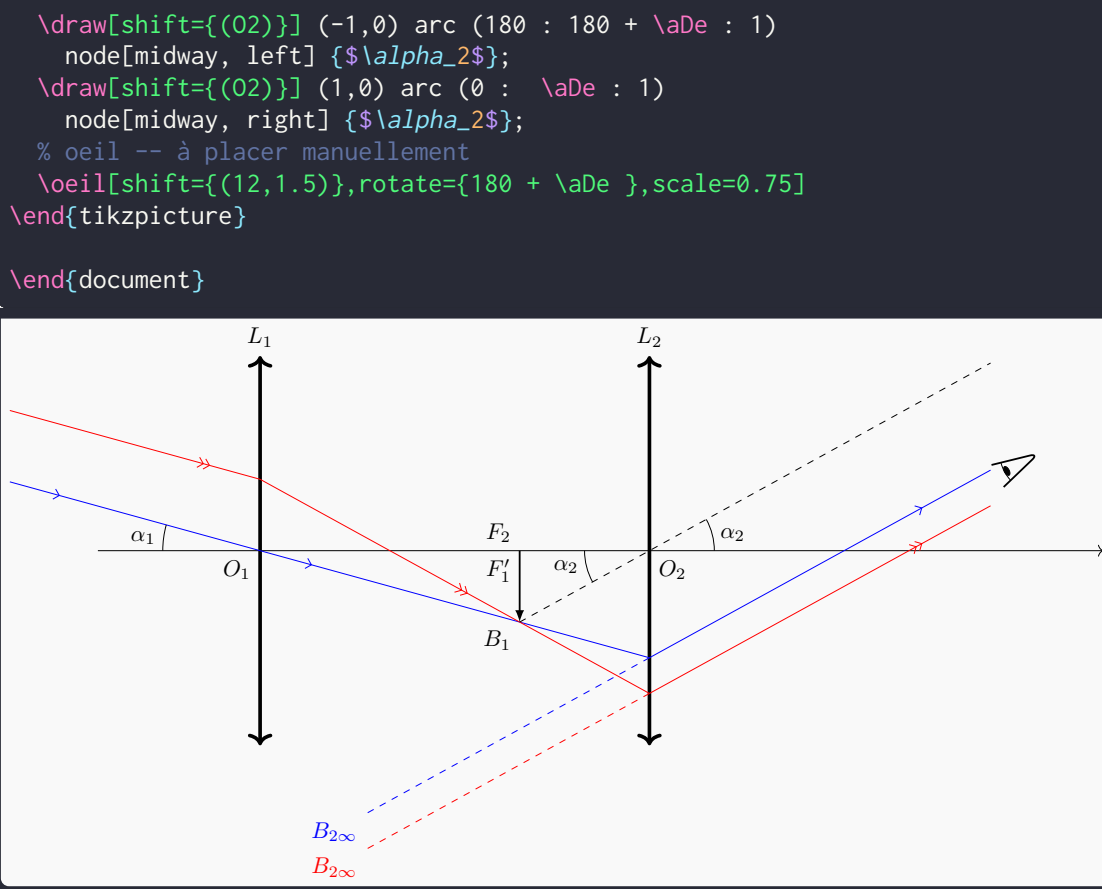 \draw[shift={(O2)}] (-1,0) arc (180 : 180 + \aDe : 1)
node[midway, left] {$\alpha_2$};
\draw[shift={(O2)}] (1,0) arc (0 :  \aDe : 1)
node[midway, right] {$\alpha_2$};
% oeil -- à placer manuellement
\oeil[shift={(12,1.5)},rotate={180 + \aDe },scale=0.75]
\end{tikzpicture}
\end{document}
L₁
L₂
α₁
F₂
α₂
O₁
F₁′
α₂
O₂
B₁
B₂∞
B₂∞